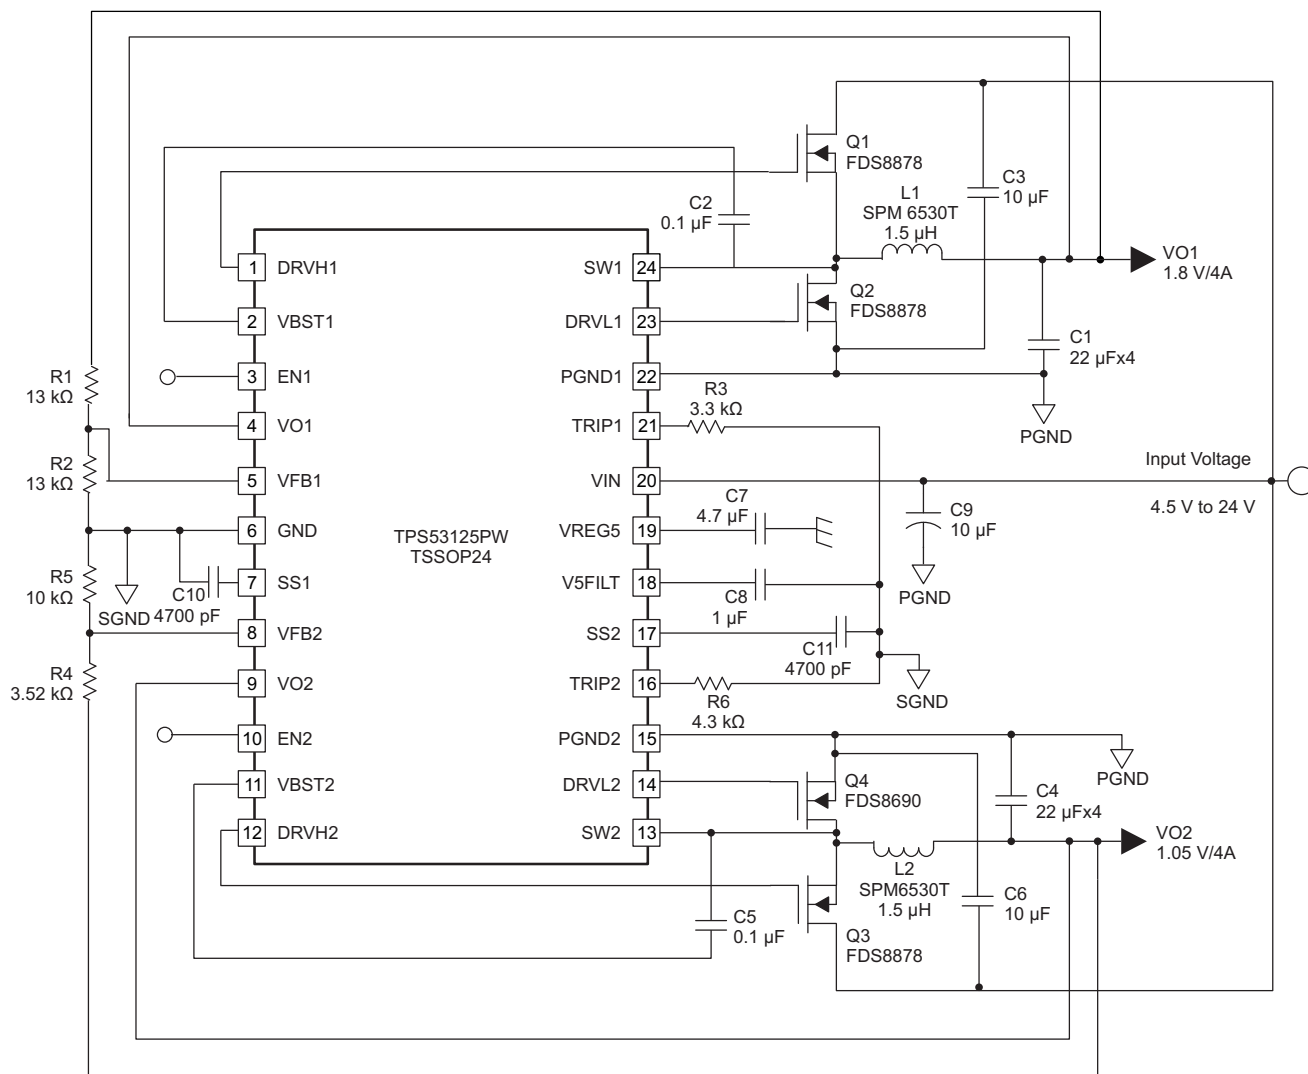 Q1
FDS8878
C3
10 µF
C2
0.1 µF
L1
SPM 6530T
1.5 µH
1 DRVH1
SW1 24
VO1
1.8 V/4A
Q2
FDS8878
2 VBST1
DRVL1 23
C1
22 µFx4
R1
13 kΩ
3 EN1
PGND1 22
R3
3.3 kΩ
PGND
4 VO1
TRIP1 21
R2
13 kΩ
5 VFB1
VIN 20
Input Voltage
4.5 V to 24 V
C7
4.7 µF
C9
10 µF
6 GND
VREG5 19
TPS53125PW
TSSOP24
R5
10 kΩ
SGND
C10
4700 pF
7 SS1
V5FILT 18
C8
1 µF
PGND
8 VFB2
SS2 17
C11
4700 pF
R4
3.52 kΩ
9 VO2
TRIP2 16
R6
4.3 kΩ
SGND
10 EN2
PGND2 15
PGND
11 VBST2
DRVL2 14
Q4
FDS8690
C4
22 µFx4
12 DRVH2
SW2 13
VO2
1.05 V/4A
L2
SPM6530T
1.5 µH
C6
10 µF
C5
0.1 µF
Q3
FDS8878